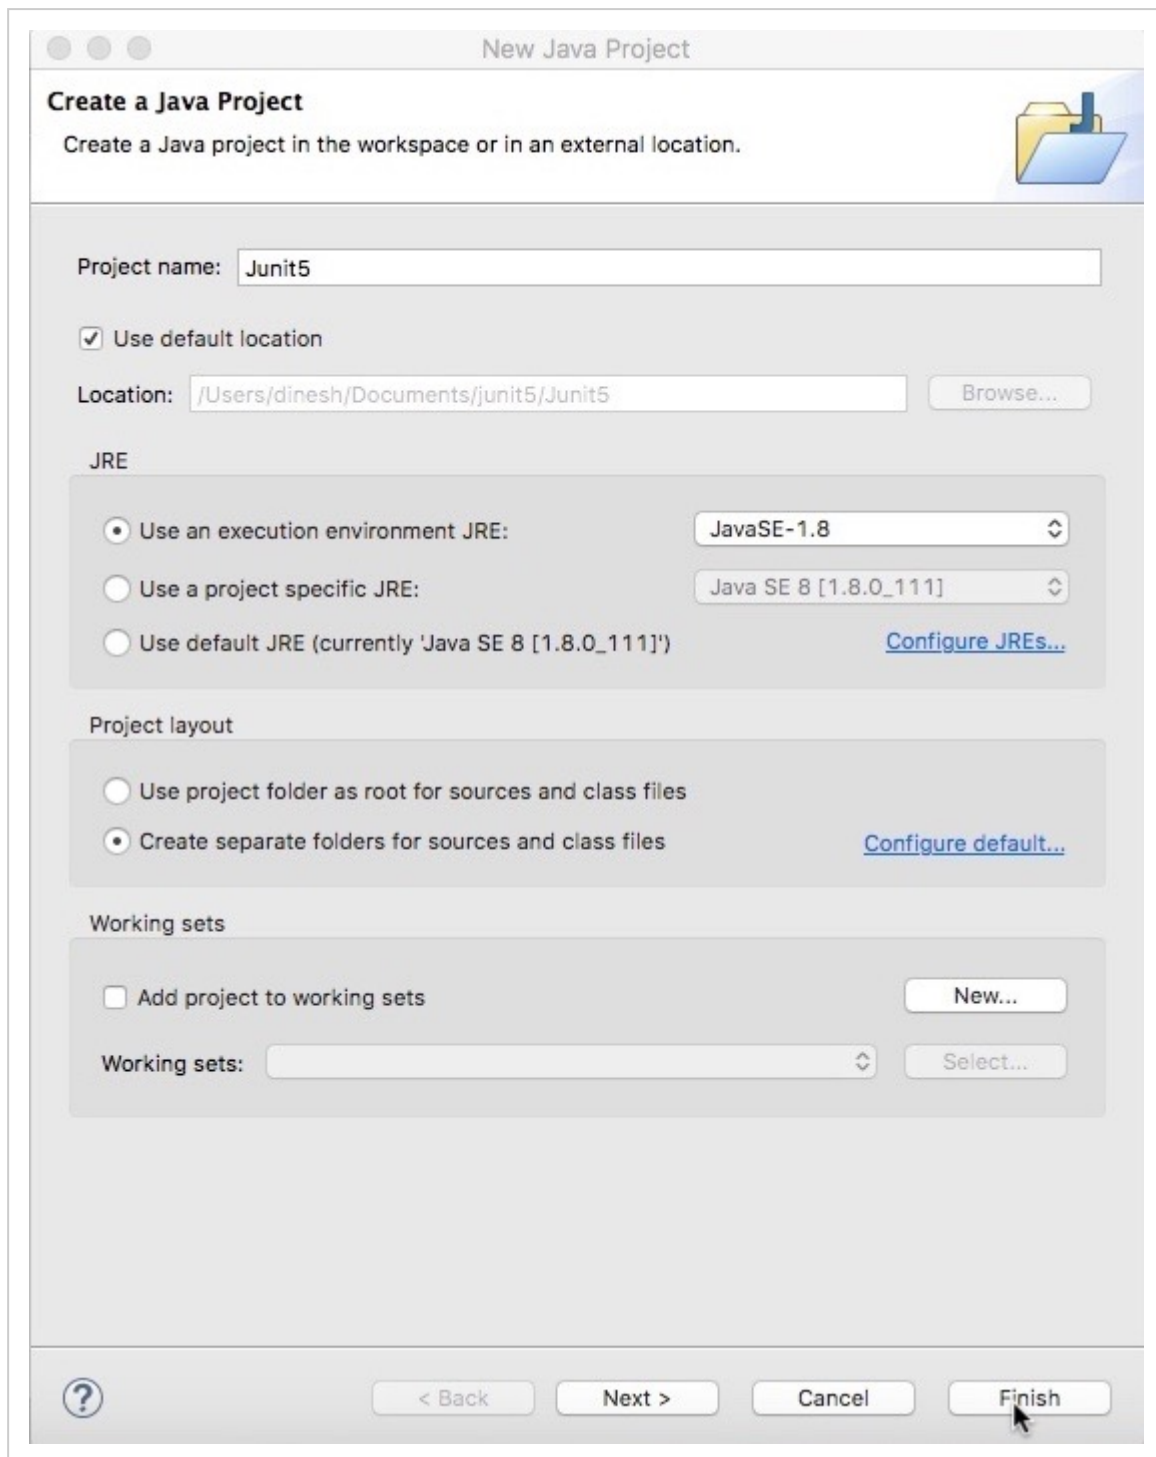 New Java Project
Create a Java Project
Create a Java project in the workspace or in an external location.
Project name: Junit5
Use default location
Location: /Users/dinesh/Documents/junit5/Junit5 Browse...
JRE
Use an execution environment JRE: JavaSE-1.8
Use a project specific JRE: Java SE 8 [1.8.0_111]
Use default JRE (currently 'Java SE 8 [1.8.0_111]') Configure JREs...
Project layout
Use project folder as root for sources and class files
Create separate folders for sources and class files Configure default...
Working sets
Add project to working sets New...
Working sets: Select...
? < Back Next > Cancel Finish